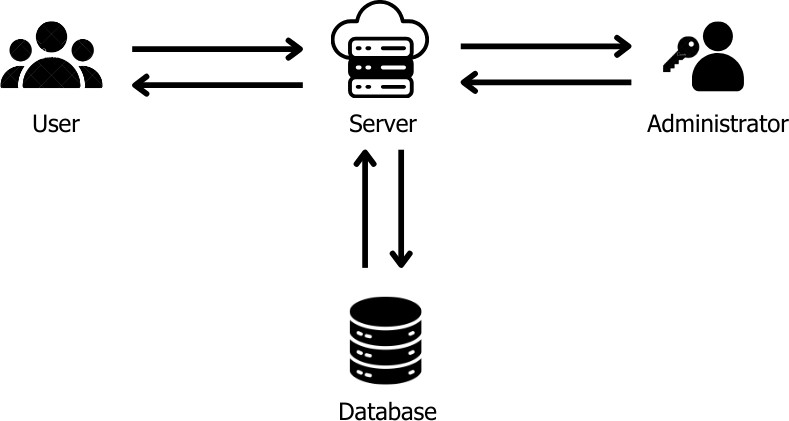 User
Server
Administrator
Database